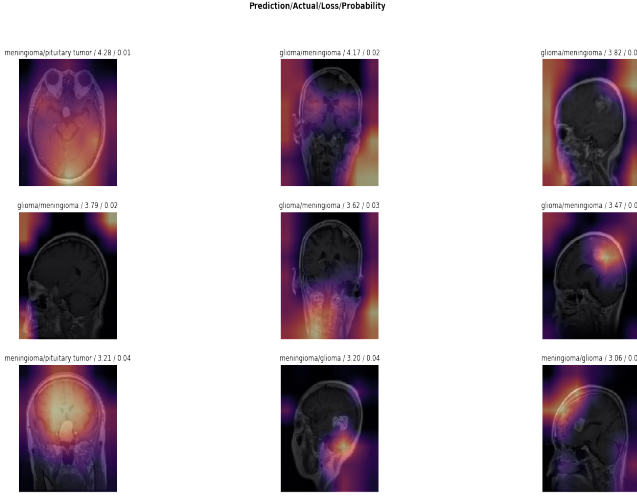 Prediction/Actual/Loss/Probability
meningioma/pituitary tumor / 4.28 / 0.01
glioma/meningioma / 4.17 / 0.02
glioma/meningioma / 3.82 / 0.0
glioma/meningioma / 3.79 / 0.02
glioma/meningioma / 3.62 / 0.03
glioma/meningioma / 3.47 / 0.0
meningioma/pituitary tumor / 3.21 / 0.04
meningioma/glioma / 3.20 / 0.04
meningioma/glioma / 3.06 / 0.0